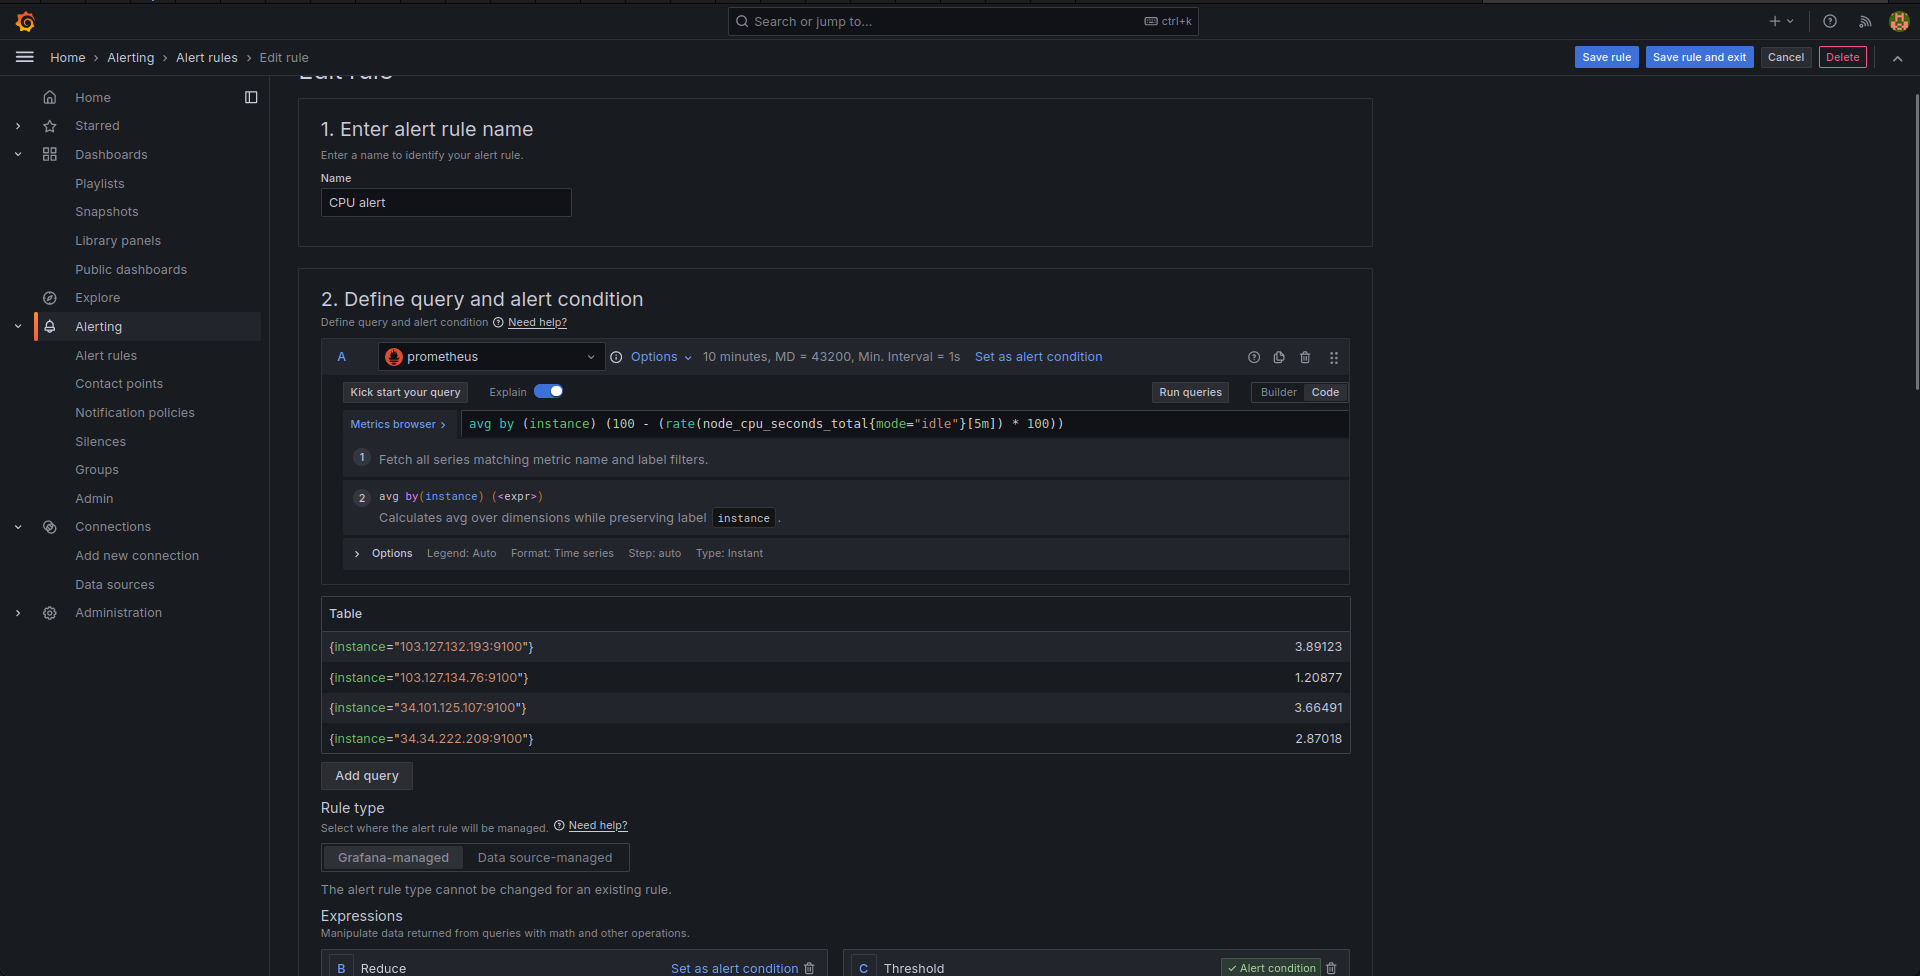 Search or jump to...
ctrl+k
Home
Alerting
Alert rules
Edit rule
Save rule
Save rule and exit
Cancel
Delete
Home
Starred
Dashboards
Playlists
Snapshots
Library panels
Public dashboards
Explore
Alerting
Alert rules
Contact points
Notification policies
Silences
Groups
Admin
Connections
Add new connection
Data sources
Administration
Edit rule
1. Enter alert rule name
Enter a name to identify your alert rule.
Name
CPU alert
2. Define query and alert condition
Define query and alert condition Need help?
A prometheus Options 10 minutes, MD = 43200, Min. Interval = 1s Set as alert condition
Kick start your query Explain Run queries Builder Code
Metrics browser > avg by (instance) (100 - (rate(node_cpu_seconds_total{mode="idle"}[5m]) * 100))
1 Fetch all series matching metric name and label filters.
2 avg by(instance) (<expr>)
Calculates avg over dimensions while preserving label instance .
Options Legend: Auto Format: Time series Step: auto Type: Instant
Table
{instance="103.127.132.193:9100"} 3.89123
{instance="103.127.134.76:9100"} 1.20877
{instance="34.101.125.107:9100"} 3.66491
{instance="34.34.222.209:9100"} 2.87018
Add query
Rule type
Select where the alert rule will be managed. Need help?
Grafana-managed Data source-managed
The alert rule type cannot be changed for an existing rule.
Expressions
Manipulate data returned from queries with math and other operations.
B Reduce Set as alert condition
C Threshold Alert condition